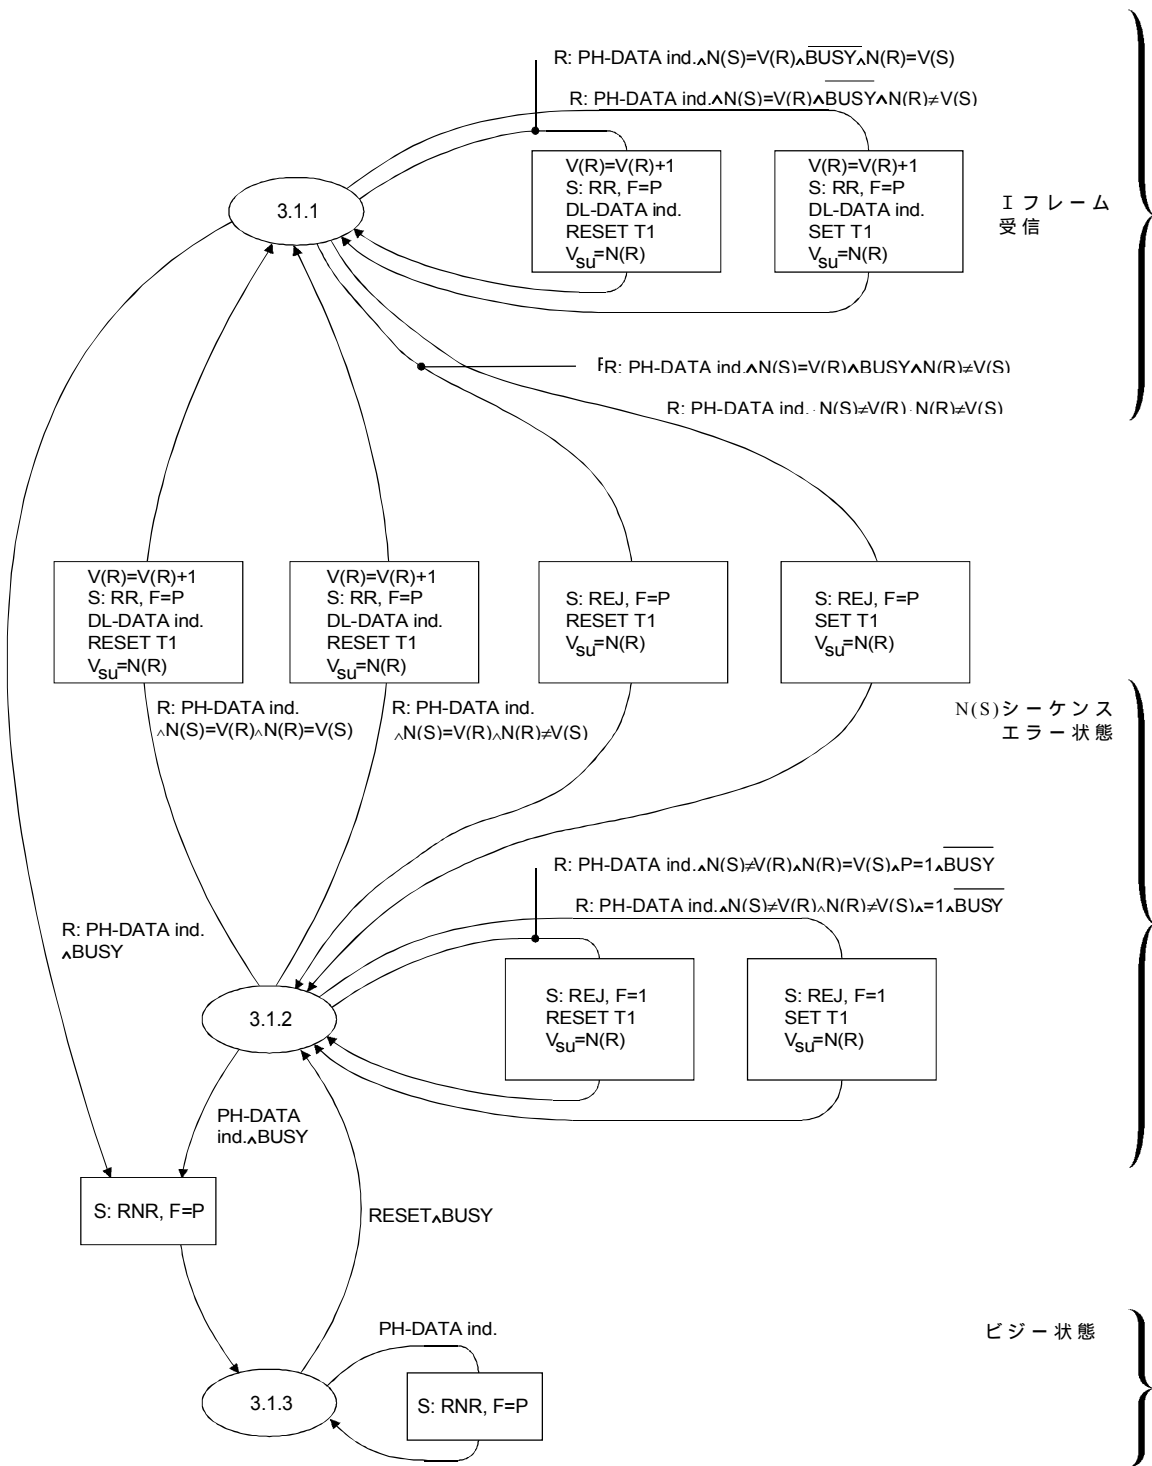 R: PH-DATA ind.∧N(S)=V(R)∧B̅U̅S̅Y̅∧N(R)=V(S)
R: PH-DATA ind.∧N(S)=V(R)∧B̅U̅S̅Y̅∧N(R)≠V(S)
V(R)=V(R)+1
S: RR, F=P
DL-DATA ind.
RESET T1
Vsu=N(R)
V(R)=V(R)+1
S: RR, F=P
DL-DATA ind.
SET T1
Vsu=N(R)
3.1.1
Iフレーム
受信
R: PH-DATA ind.∧N(S)=V(R)∧BUSY∧N(R)≠V(S)
R: PH-DATA ind. · N(S)≠V(R) · N(R)≠V(S)
V(R)=V(R)+1
S: RR, F=P
DL-DATA ind.
RESET T1
Vsu=N(R)
V(R)=V(R)+1
S: RR, F=P
DL-DATA ind.
RESET T1
Vsu=N(R)
S: REJ, F=P
RESET T1
Vsu=N(R)
S: REJ, F=P
SET T1
Vsu=N(R)
R: PH-DATA ind.
∧N(S)=V(R)∧N(R)=V(S)
R: PH-DATA ind.
∧N(S)=V(R)∧N(R)≠V(S)
N(S)シーケンス
エラー状態
R: PH-DATA ind.∧N(S)≠V(R)∧N(R)=V(S)∧P=1∧B̅U̅S̅Y̅
R: PH-DATA ind.∧N(S)≠V(R)∧N(R)≠V(S)∧=1∧B̅U̅S̅Y̅
R: PH-DATA ind.
∧BUSY
S: REJ, F=1
RESET T1
Vsu=N(R)
S: REJ, F=1
SET T1
Vsu=N(R)
3.1.2
PH-DATA
ind.∧BUSY
S: RNR, F=P
RESET∧BUSY
PH-DATA ind.
ビジー状態
3.1.3
S: RNR, F=P